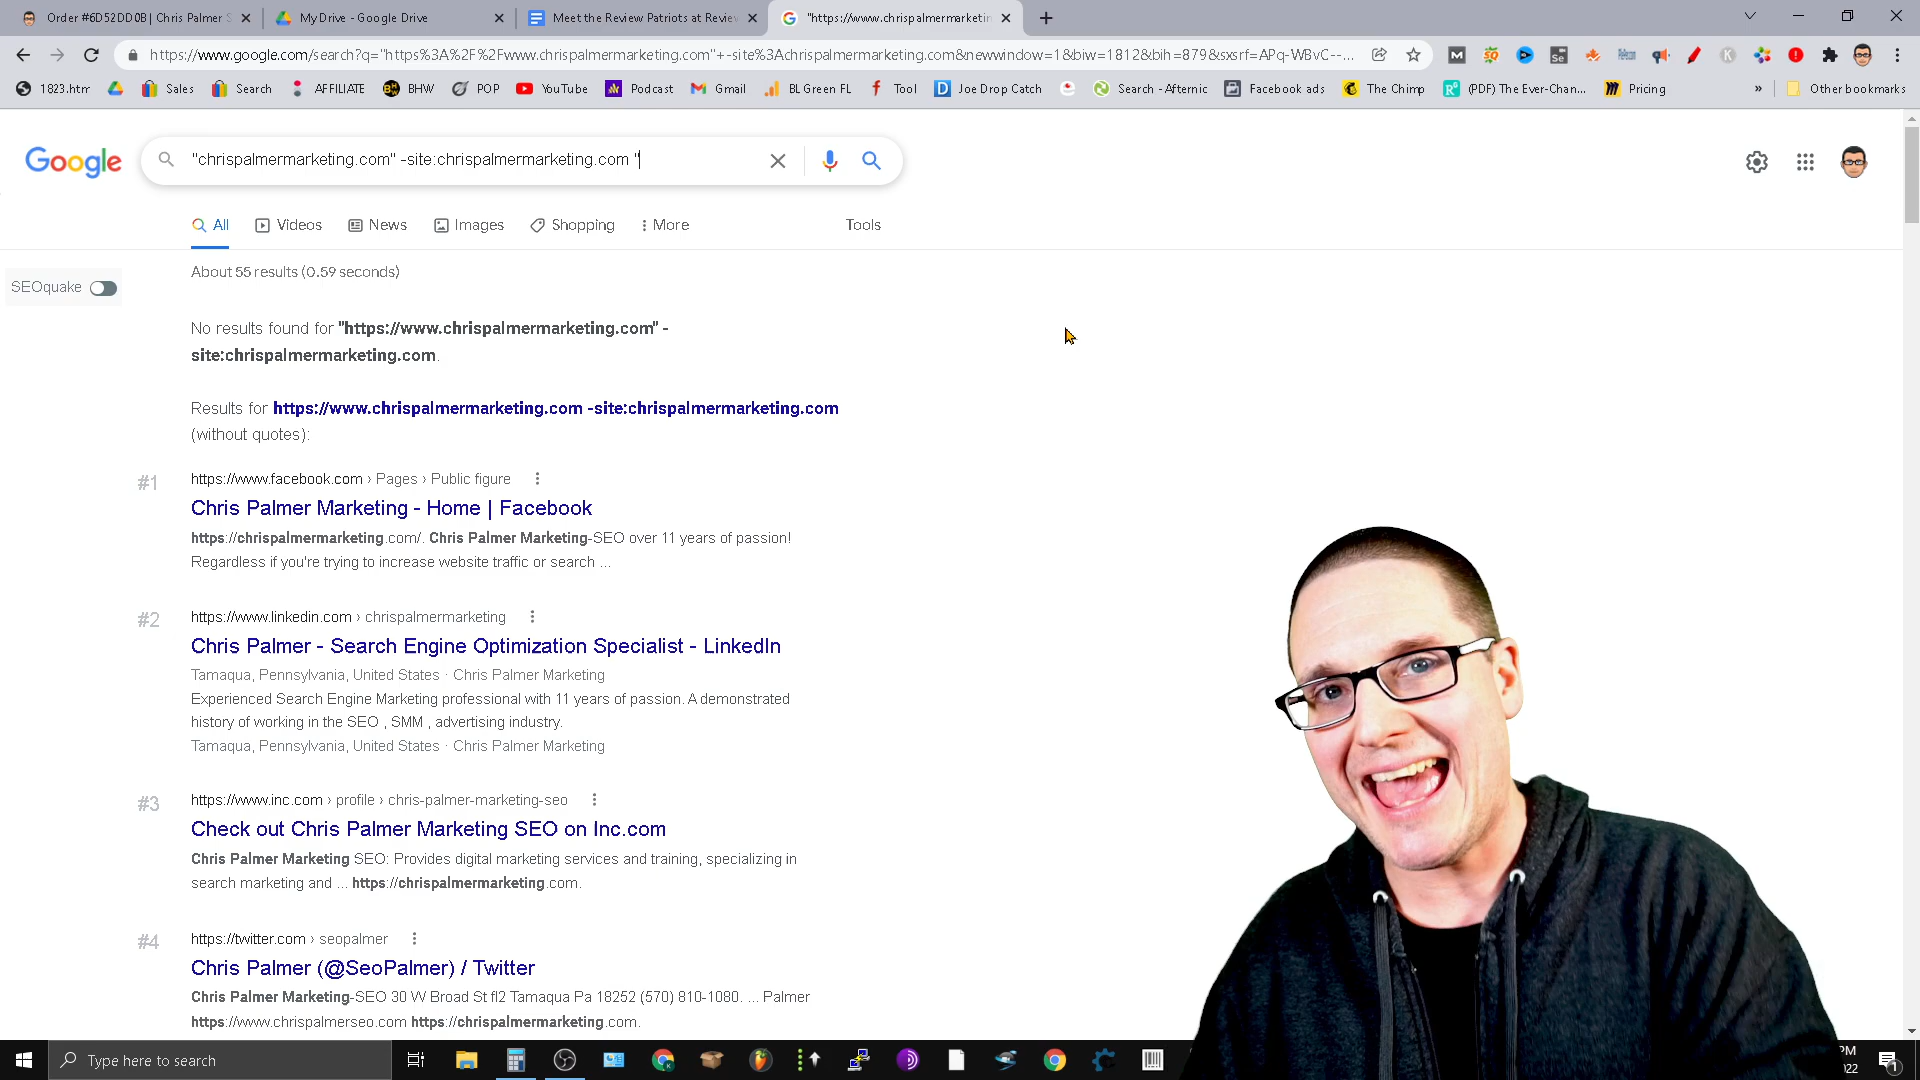 Order #6D52DD0B | Chris Palmer S
My Drive - Google Drive
Meet the Review Patriots at Revie
"https://www.chrispalmermarketin
https://www.google.com/search?q="https%3A%2F%2Fwww.chrispalmermarketing.com"+-site%3Achrispalmermarketing.com&newwindow=1&biw=1812&bih=879&sxsrf=APq-WBvC--...
1823.htm
Sales
Search
AFFILIATE
BHW
POP
YouTube
Podcast
Gmail
BL Green FL
Tool
Joe Drop Catch
Search - Afternic
Facebook ads
The Chimp
(PDF) The Ever-Chan...
Pricing
»
Other bookmarks
Google
"chrispalmermarketing.com" -site:chrispalmermarketing.com "
All
Videos
News
Images
Shopping
More
Tools
About 55 results (0.59 seconds)
SEOquake
No results found for "https://www.chrispalmermarketing.com" -
site:chrispalmermarketing.com.
Results for https://www.chrispalmermarketing.com -site:chrispalmermarketing.com
(without quotes):
#1
https://www.facebook.com › Pages › Public figure
Chris Palmer Marketing - Home | Facebook
https://chrispalmermarketing.com/. Chris Palmer Marketing-SEO over 11 years of passion!
Regardless if you're trying to increase website traffic or search ...
#2
https://www.linkedin.com › chrispalmermarketing
Chris Palmer - Search Engine Optimization Specialist - LinkedIn
Tamaqua, Pennsylvania, United States · Chris Palmer Marketing
Experienced Search Engine Marketing professional with 11 years of passion. A demonstrated
history of working in the SEO , SMM , advertising industry.
Tamaqua, Pennsylvania, United States · Chris Palmer Marketing
#3
https://www.inc.com › profile › chris-palmer-marketing-seo
Check out Chris Palmer Marketing SEO on Inc.com
Chris Palmer Marketing SEO: Provides digital marketing services and training, specializing in
search marketing and ... https://chrispalmermarketing.com.
#4
https://twitter.com › seopalmer
Chris Palmer (@SeoPalmer) / Twitter
Chris Palmer Marketing-SEO 30 W Broad St fl2 Tamaqua Pa 18252 (570) 810-1080. ... Palmer
https://www.chrispalmerseo.com https://chrispalmermarketing.com.
Type here to search
PM
022
1